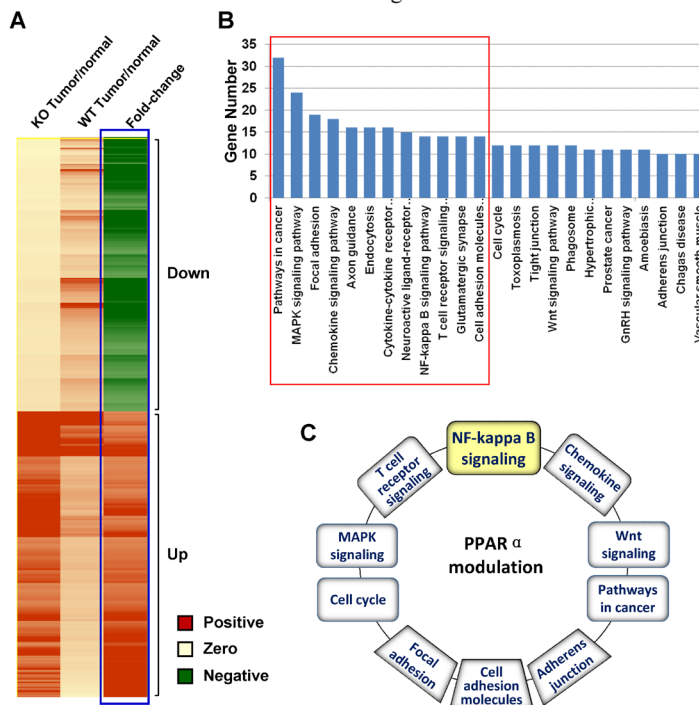 A
KO Tumor/normal
WT Tumor/normal
Fold-change
Down
Up
Positive
Zero
Negative
B
Gene Number
35
30
25
20
15
10
5
0
Pathways in cancer
MAPK signaling pathway
Focal adhesion
Chemokine signaling pathway
Axon guidance
Endocytosis
Cytokine-cytokine receptor..
Neuroactive ligand-receptor..
NF-kappa B signaling pathway
T cell receptor signaling..
Glutamatergic synapse
Cell adhesion molecules..
Cell cycle
Toxoplasmosis
Tight junction
Wnt signaling pathway
Phagosome
Hypertrophic..
Prostate cancer
GnRH signaling pathway
Amoebiasis
Adherens junction
Chagas disease
Vascular smooth muscle
C
NF-kappa B
signaling
Chemokine
signaling
Wnt
signaling
Pathways
in cancer
Adherens
junction
Cell
adhesion
molecules
Focal
adhesion
Cell cycle
MAPK
signaling
T cell
receptor
signaling
PPAR α
modulation